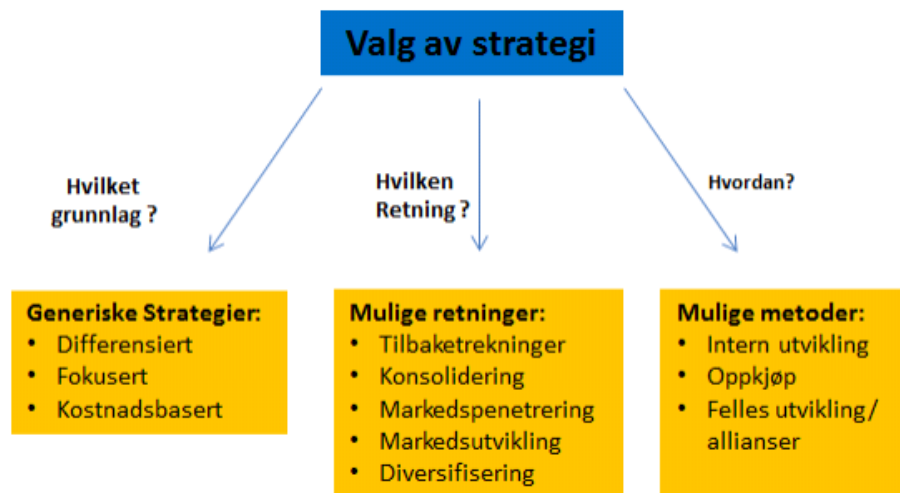 Valg av strategi
Hvilket
grunnlag ?
Hvilken
Retning ?
Hvordan?
Generiske Strategier:
• Differensiert
• Fokusert
• Kostnadsbasert
Mulige retninger:
• Tilbaketrekninger
• Konsolidering
• Markedspenetrering
• Markedsutvikling
• Diversifisering
Mulige metoder:
• Intern utvikling
• Oppkjøp
• Felles utvikling/
allianser